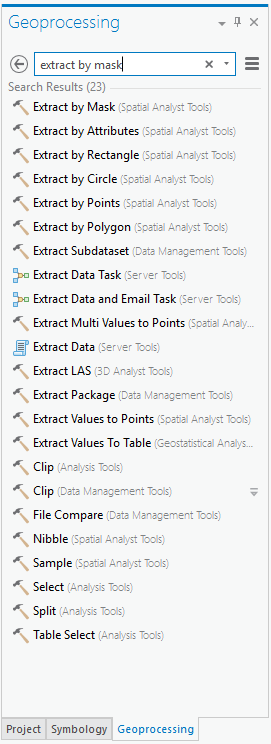 Geoprocessing
extract by mask
Search Results (23)
Extract by Mask (Spatial Analyst Tools)
Extract by Attributes (Spatial Analyst Tools)
Extract by Rectangle (Spatial Analyst Tools)
Extract by Circle (Spatial Analyst Tools)
Extract by Points (Spatial Analyst Tools)
Extract by Polygon (Spatial Analyst Tools)
Extract Subdataset (Data Management Tools)
Extract Data Task (Server Tools)
Extract Data and Email Task (Server Tools)
Extract Multi Values to Points (Spatial Analy...
Extract Data (Server Tools)
Extract LAS (3D Analyst Tools)
Extract Package (Data Management Tools)
Extract Values to Points (Spatial Analyst Tools)
Extract Values To Table (Geostatistical Analys...
Clip (Analysis Tools)
Clip (Data Management Tools)
File Compare (Data Management Tools)
Nibble (Spatial Analyst Tools)
Sample (Spatial Analyst Tools)
Select (Analysis Tools)
Split (Analysis Tools)
Table Select (Analysis Tools)
Project Symbology Geoprocessing